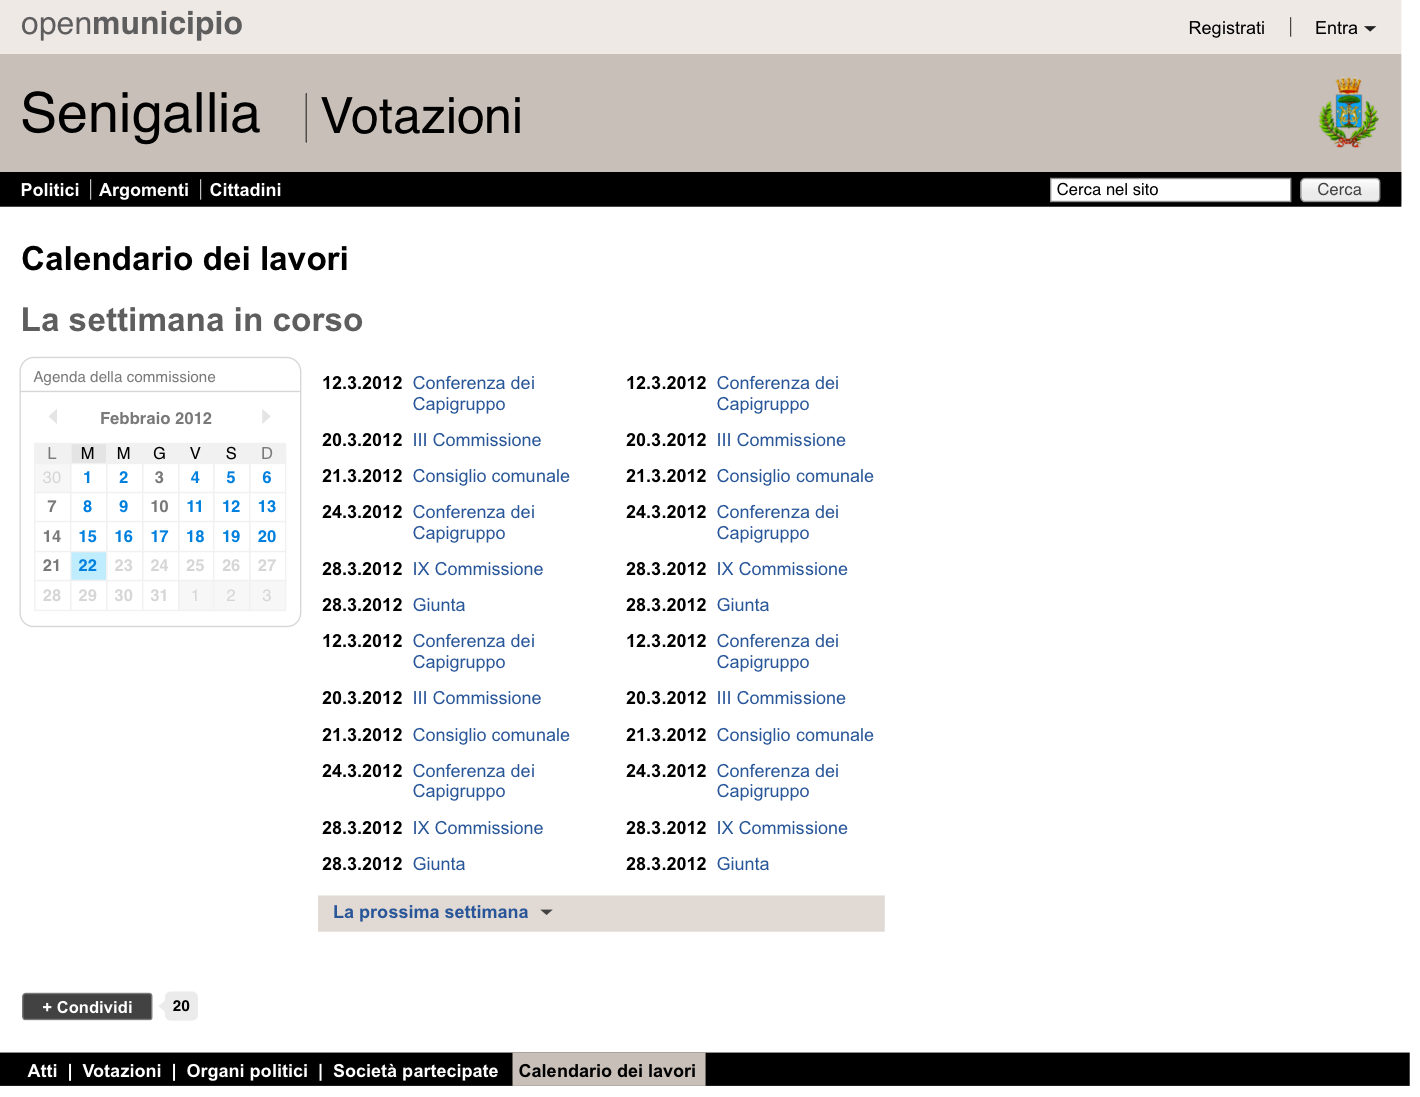 openmunicipio
Registrati | Entra
Senigallia | Votazioni
Politici | Argomenti | Cittadini
Cerca nel sito Cerca
Calendario dei lavori
La settimana in corso
Agenda della commissione
Febbraio 2012
L M M G V S D
30 1 2 3 4 5 6
7 8 9 10 11 12 13
14 15 16 17 18 19 20
21 22 23 24 25 26 27
28 29 30 31 1 2 3
12.3.2012 Conferenza dei
Capigruppo
20.3.2012 III Commissione
21.3.2012 Consiglio comunale
24.3.2012 Conferenza dei
Capigruppo
28.3.2012 IX Commissione
28.3.2012 Giunta
12.3.2012 Conferenza dei
Capigruppo
20.3.2012 III Commissione
21.3.2012 Consiglio comunale
24.3.2012 Conferenza dei
Capigruppo
28.3.2012 IX Commissione
28.3.2012 Giunta
12.3.2012 Conferenza dei
Capigruppo
20.3.2012 III Commissione
21.3.2012 Consiglio comunale
24.3.2012 Conferenza dei
Capigruppo
28.3.2012 IX Commissione
28.3.2012 Giunta
12.3.2012 Conferenza dei
Capigruppo
20.3.2012 III Commissione
21.3.2012 Consiglio comunale
24.3.2012 Conferenza dei
Capigruppo
28.3.2012 IX Commissione
28.3.2012 Giunta
La prossima settimana
+ Condividi 20
Atti | Votazioni | Organi politici | Società partecipate Calendario dei lavori